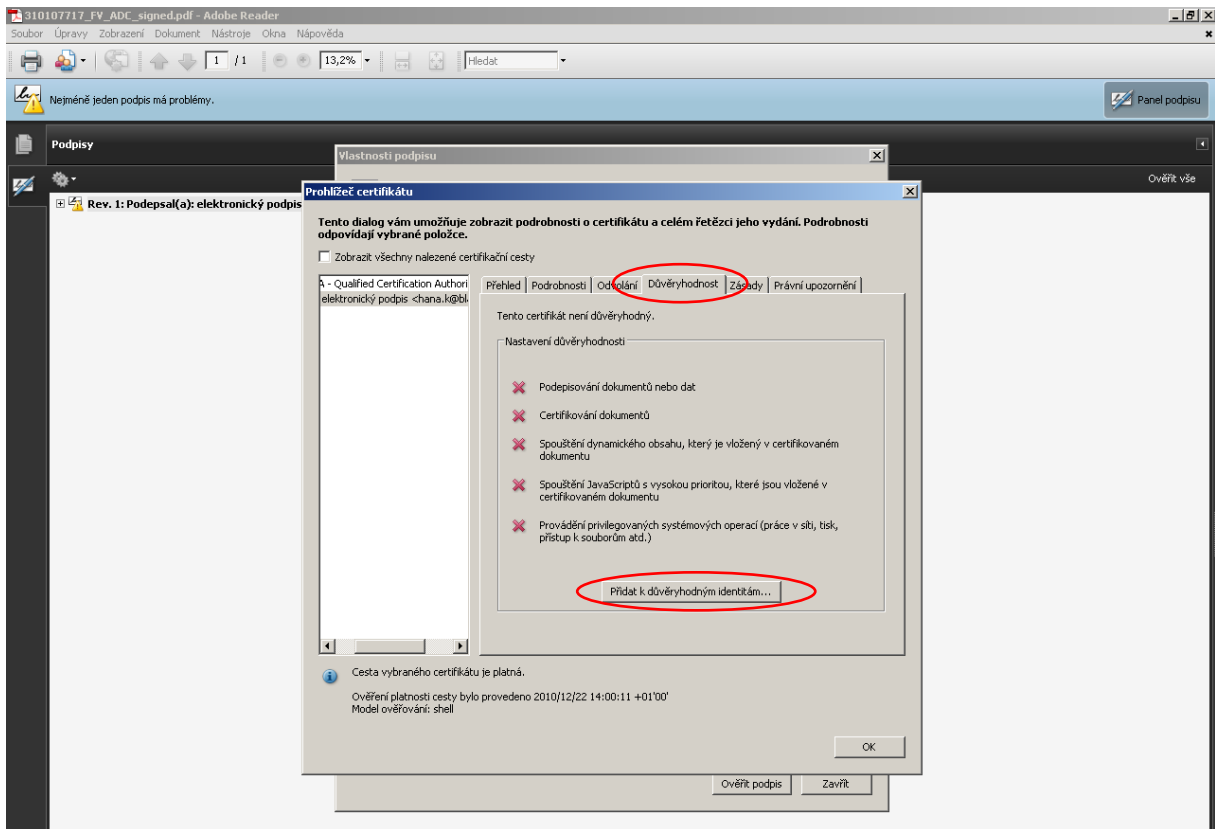 310107717_FV_ADC_signed.pdf - Adobe Reader
Soubor Úpravy Zobrazení Dokument Nástroje Okna Nápověda
1 /1 13,2% Hledat
Nejméně jeden podpis má problémy.
Panel podpisu
Podpisy
Vlastnosti podpisu
Ověřit vše
Rev. 1: Podepsal(a): elektronický podpis
Prohlížeč certifikátu
Tento dialog vám umožňuje zobrazit podrobnosti o certifikátu a celém řetězci jeho vydání. Podrobnosti
odpovídají vybrané položce.
Zobrazit všechny nalezené certifikační cesty
A - Qualified Certification Authori
elektronický podpis <hana.k@bl
Přehled Podrobnosti Odvolání Důvěryhodnost Zásady Právní upozornění
Tento certifikát není důvěryhodný.
Nastavení důvěryhodnosti
Podepisování dokumentů nebo dat
Certifikování dokumentů
Spouštění dynamického obsahu, který je vložený v certifikovaném
dokumentu
Spouštění JavaScriptů s vysokou prioritou, které jsou vložené v
certifikovaném dokumentu
Provádění privilegovaných systémových operací (práce v síti, tisk,
přístup k souborům atd.)
Přidat k důvěryhodným identitám...
Cesta vybraného certifikátu je platná.
Ověření platnosti cesty bylo provedeno 2010/12/22 14:00:11 +01'00'
Model ověřování: shell
OK
Ověřit podpis Zavřít